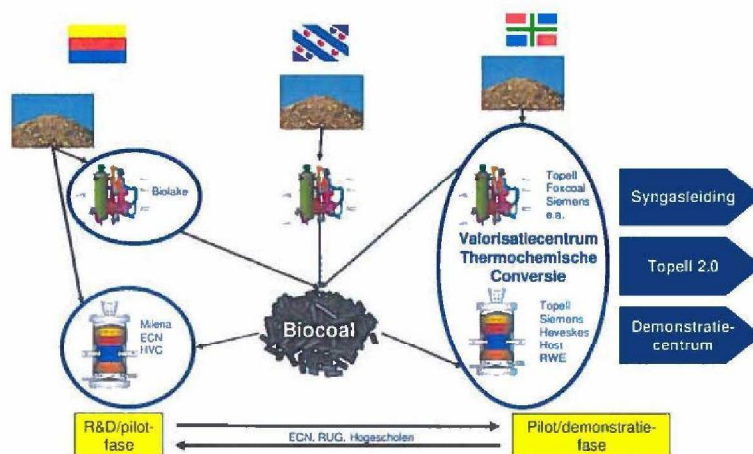 Biolake
Topell
Foxcoal
Siemens
e.a.
Valorisatiecentrum
Thermochemische
Conversie
Syngasleiding
Topell 2.0
Demonstratie-
centrum
Milena
ECN
HVC
Biocoal
Topell
Siemens
Heveskes
Host
RWE
R&D/pilot-
fase
ECN. RUG. Hogescholen
Pilot/demonstratie-
fase